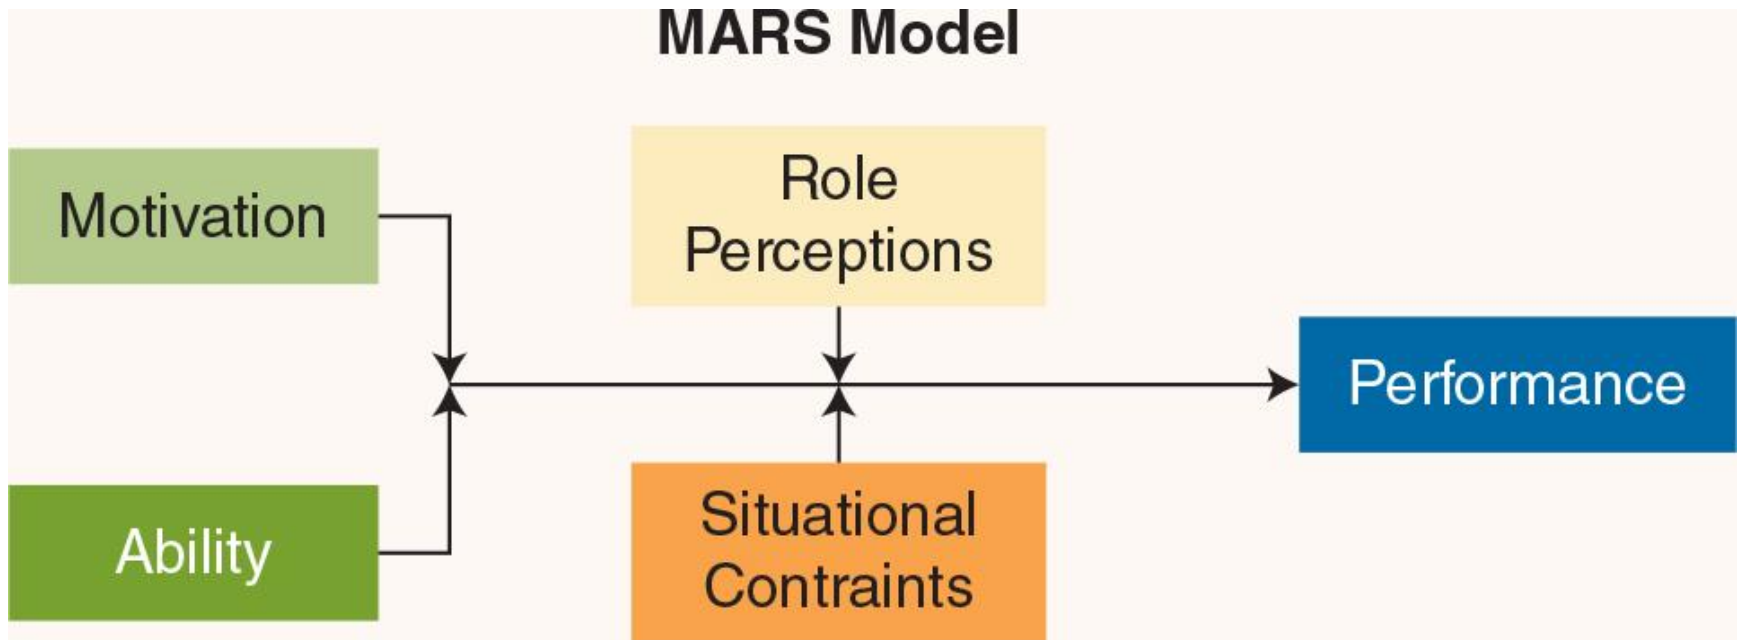 MARS Model
Motivation
Role
Perceptions
Performance
Ability
Situational
Contraints